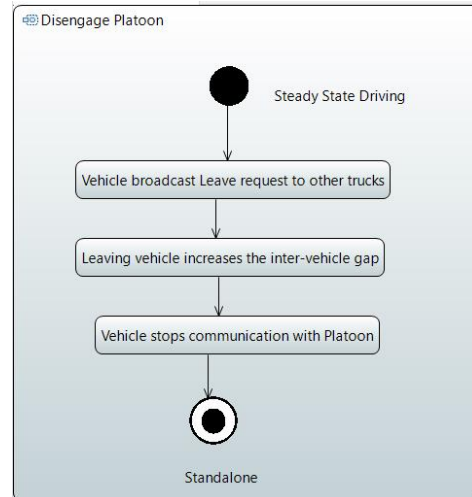 Disengage Platoon
Steady State Driving
Vehicle broadcast Leave request to other trucks
Leaving vehicle increases the inter-vehicle gap
Vehicle stops communication with Platoon
Standalone